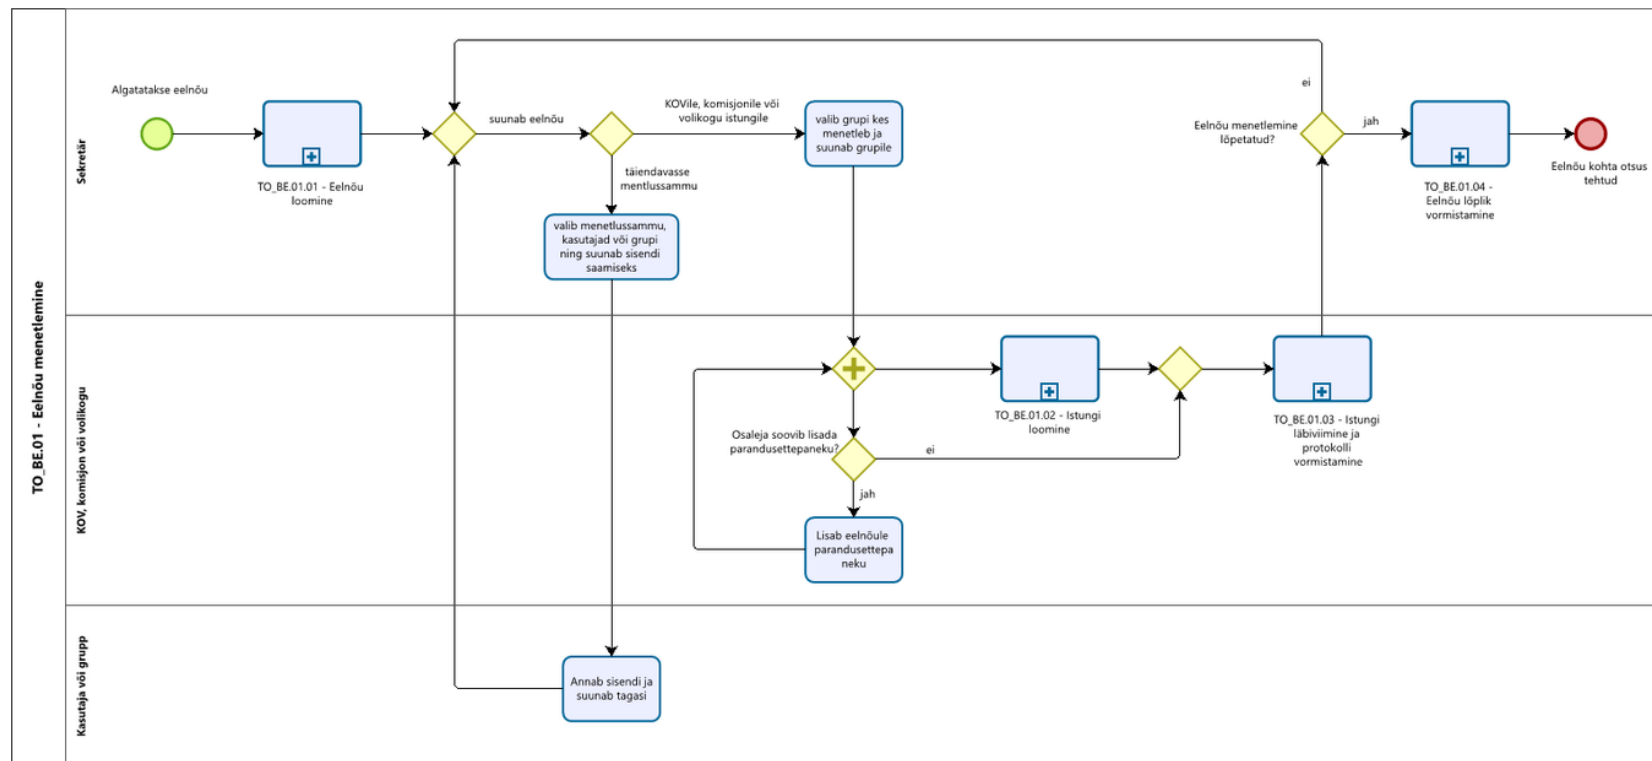 TO_BE.01 - Eelnõu menetlemine
Sekretär
Algatatakse eelnõu
TO_BE.01.01 - Eelnõu
loomine
suunab eelnõu
KOVile, komisjonile või
volikogu istungile
täiendavasse
mentlussammu
valib menetlussammu,
kasutajad või grupi
ning suunab sisendi
saamiseks
valib grupi kes
menetleb ja
suunab grupile
ei
Eelnõu menetlemine
lõpetatud?
jah
TO_BE.01.04 -
Eelnõu lõplik
vormistamine
Eelnõu kohta otsus
tehtud
KOV, komisjon või volikogu
TO_BE.01.02 - Istungi
loomine
TO_BE.01.03 - Istungi
läbiviimine ja
protokolli
vormistamine
Osaleja soovib lisada
parandusettepaneku?
ei
jah
Lisab eelnõule
parandusettepa
neku
Kasutaja või grupp
Annab sisendi ja
suunab tagasi